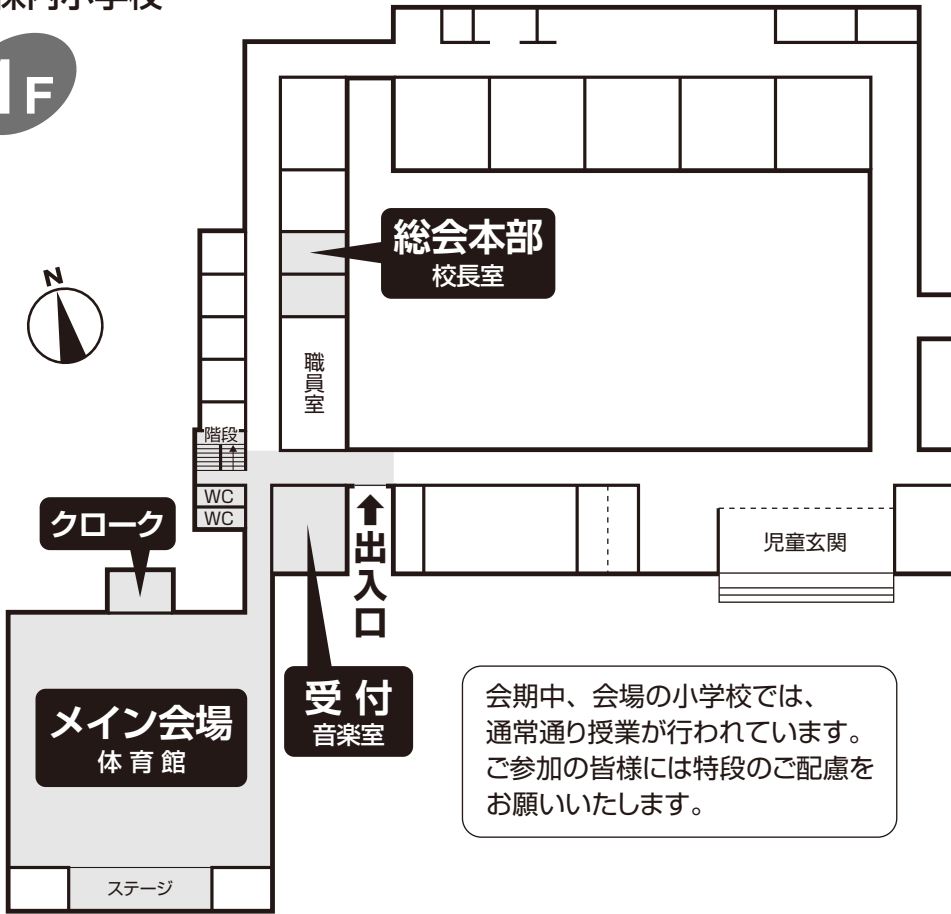 内小学校
1F
総会本部
校長室
N
職員室
階段
WC
WC
クローク
出入口
児童玄関
受付
音楽室
メイン会場
体育館
会期中、会場の小学校では、
通常通り授業が行われています。
ご参加の皆様には特段のご配慮を
お願いいたします。
ステージ